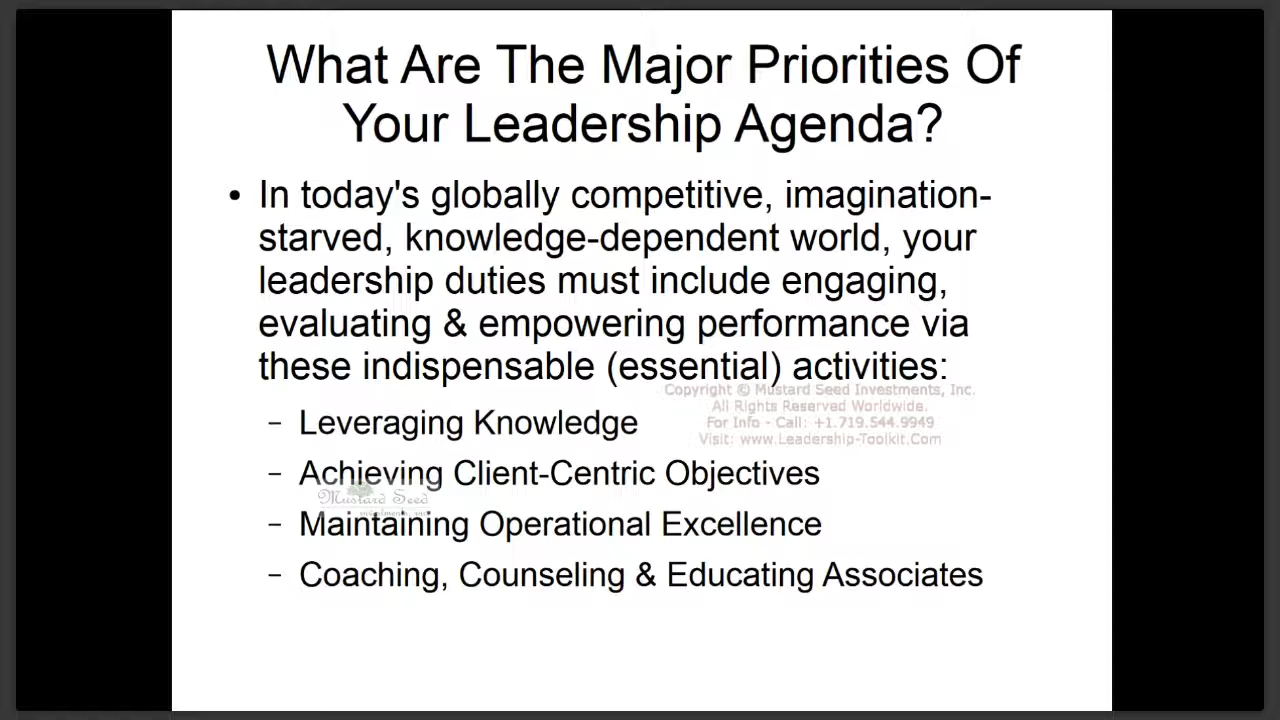 What Are The Major Priorities Of
Your Leadership Agenda?
• In today's globally competitive, imagination-
starved, knowledge-dependent world, your
leadership duties must include engaging,
evaluating & empowering performance via
these indispensable (essential) activities:
Copyright © Mustard Seed Investments, Inc.
All Rights Reserved Worldwide.
For Info - Call: +1.719.544.9949
Visit: www.Leadership-Toolkit.Com
– Leveraging Knowledge
– Achieving Client-Centric Objectives
Mustard Seed
– Maintaining Operational Excellence
– Coaching, Counseling & Educating Associates